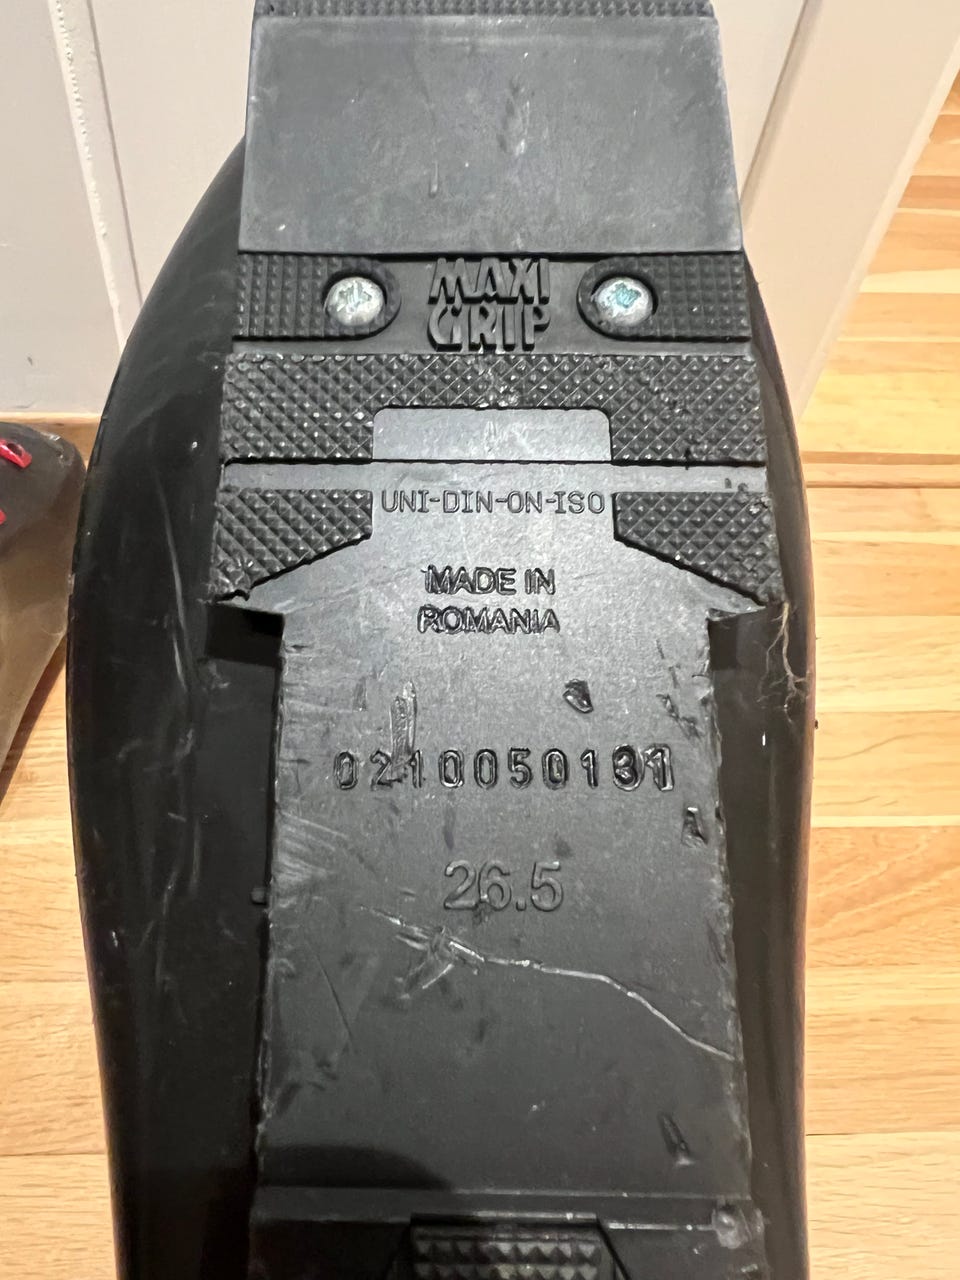 MAXI
GRIP
UNI-DIN-ON-ISO
MADE IN
ROMANIA
0210050131
26.5